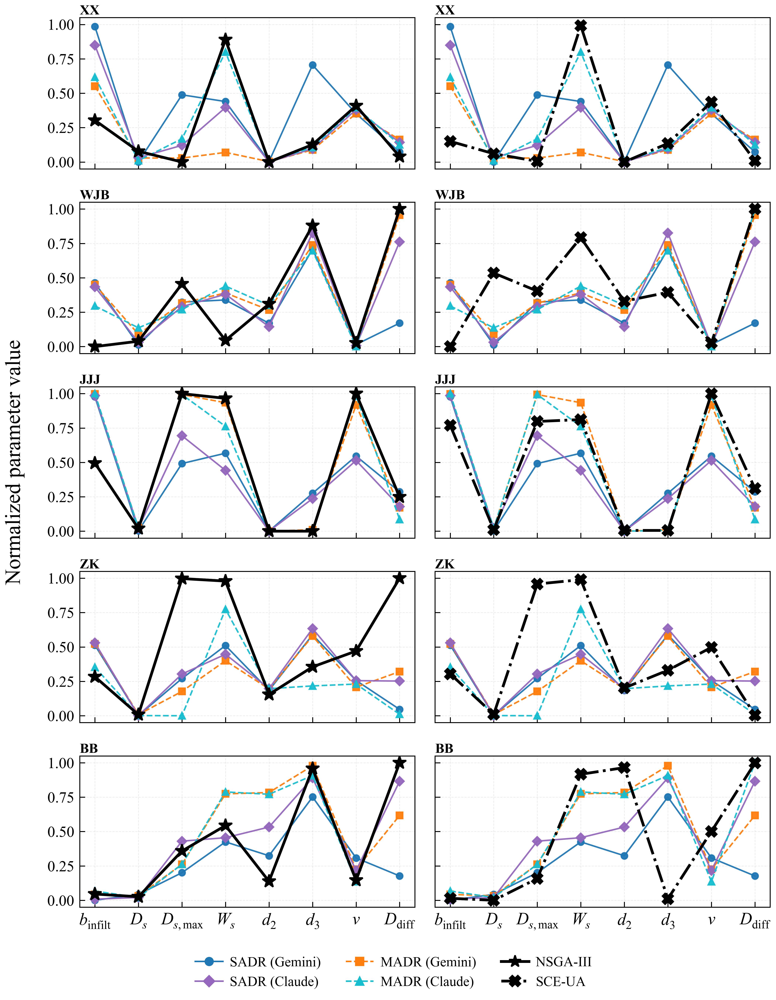 XX
XX
1.00
0.75
0.50
0.25
0.00
WJB
WJB
1.00
0.75
0.50
0.25
0.00
Normalized parameter value
JJJ
JJJ
1.00
0.75
0.50
0.25
0.00
ZK
ZK
1.00
0.75
0.50
0.25
0.00
BB
BB
1.00
0.75
0.50
0.25
0.00
b_infilt D_s D_s,max W_s d_2 d_3 v D_diff
b_infilt D_s D_s,max W_s d_2 d_3 v D_diff
SADR (Gemini) MADR (Gemini) NSGA-III
SADR (Claude) MADR (Claude) SCE-UA